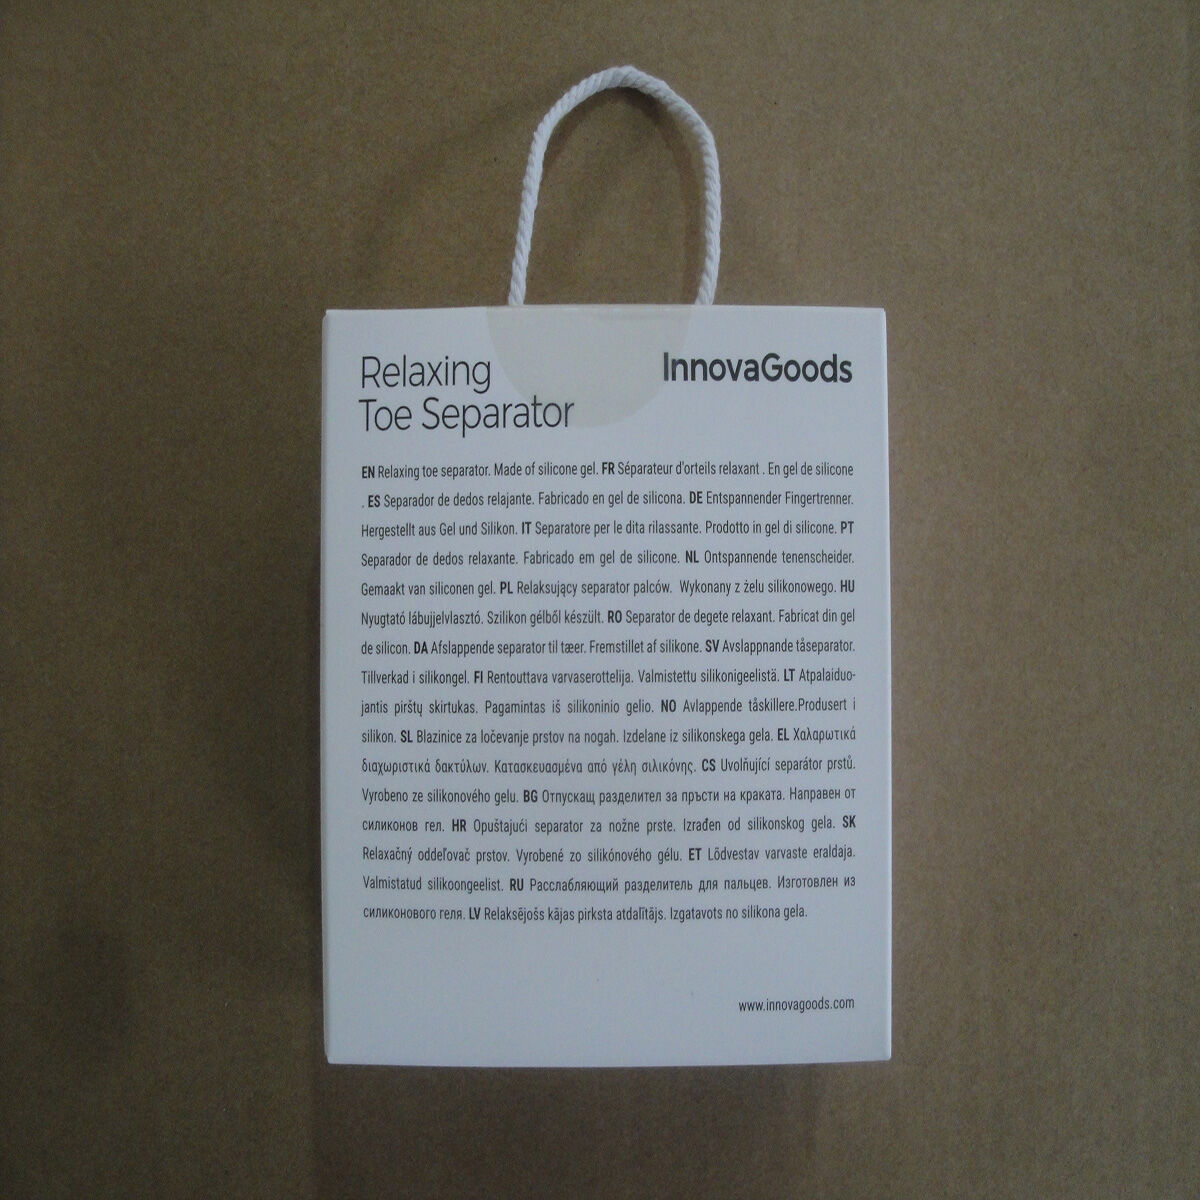 Relaxing
Toe Separator
InnovaGoods
EN Relaxing toe separator. Made of silicone gel. FR Séparateur d'orteils relaxant . En gel de silicone
. ES Separador de dedos relajante. Fabricado en gel de silicona. DE Entspannender Fingertrenner.
Hergestellt aus Gel und Silikon. IT Separatore per le dita rilassante. Prodotto in gel di silicone. PT
Separador de dedos relaxante. Fabricado em gel de silicone. NL Ontspannende tenenscheider.
Gemaakt van siliconen gel. PL Relaksujący separator palców. Wykonany z żelu silikonowego. HU
Nyugtató lábujjelvlasztó. Szilikon gélből készült. RO Separator de degete relaxant. Fabricat din gel
de silicon. DA Afslappende separator til tæer. Fremstillet af silikone. SV Avslappnande tåseparator.
Tillverkad i silikongel. FI Rentouttava varvaserottelija. Valmistettu silikonigeelistä. LT Atpalaiduo-
jantis pirštų skirtukas. Pagamintas iš silikoninio gelio. NO Avlappende tåskillere.Produsert i
silikon. SL Blazinice za ločevanje prstov na nogah. Izdelane iz silikonskega gela. EL Χαλαρωτικά
διαχωριστικά δακτύλων. Κατασκευασμένα από γέλη σιλικόνης. CS Uvolňující separátor prstů.
Vyrobeno ze silikonového gelu. BG Отпускащ разделител за пръсти на краката. Направен от
силиконов гел. HR Opuštajući separator za nožne prste. Izrađen od silikonskog gela. SK
Relaxačný oddeľovač prstov. Vyrobené zo silikónového gélu. ET Lõdvestav varvaste eraldaja.
Valmistatud silikoongeelist. RU Расслабляющий разделитель для пальцев. Изготовлен из
силиконового геля. LV Relaksējošs kājas pirksta atdalītājs. Izgatavots no silikona gela.
www.innovagoods.com